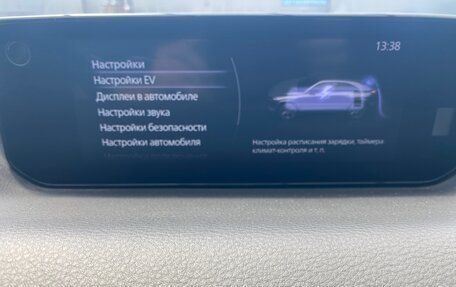 13:38
Настройки
Настройки EV
Дисплеи в автомобиле
Настройки звука
Настройки безопасности
Настройки автомобиля
Настройка расписания зарядки, таймера
климат-контроля и т. п.